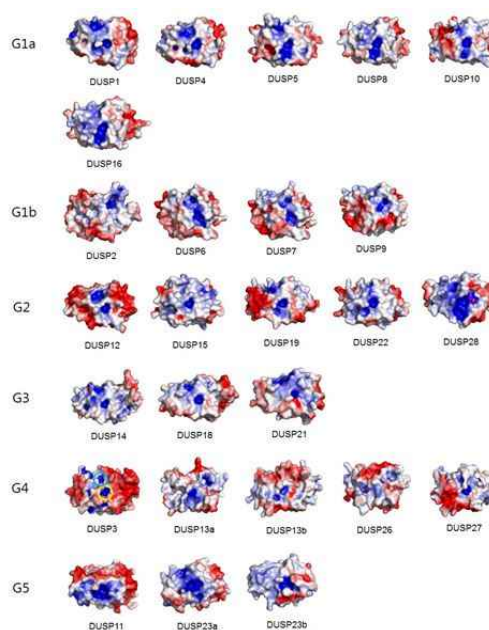 G1a
DUSP1 DUSP4 DUSP5 DUSP8 DUSP10
DUSP16
G1b
DUSP2 DUSP6 DUSP7 DUSP9
G2
DUSP12 DUSP15 DUSP19 DUSP22 DUSP28
G3
DUSP14 DUSP18 DUSP21
G4
DUSP3 DUSP13a DUSP13b DUSP26 DUSP27
G5
DUSP11 DUSP23a DUSP23b